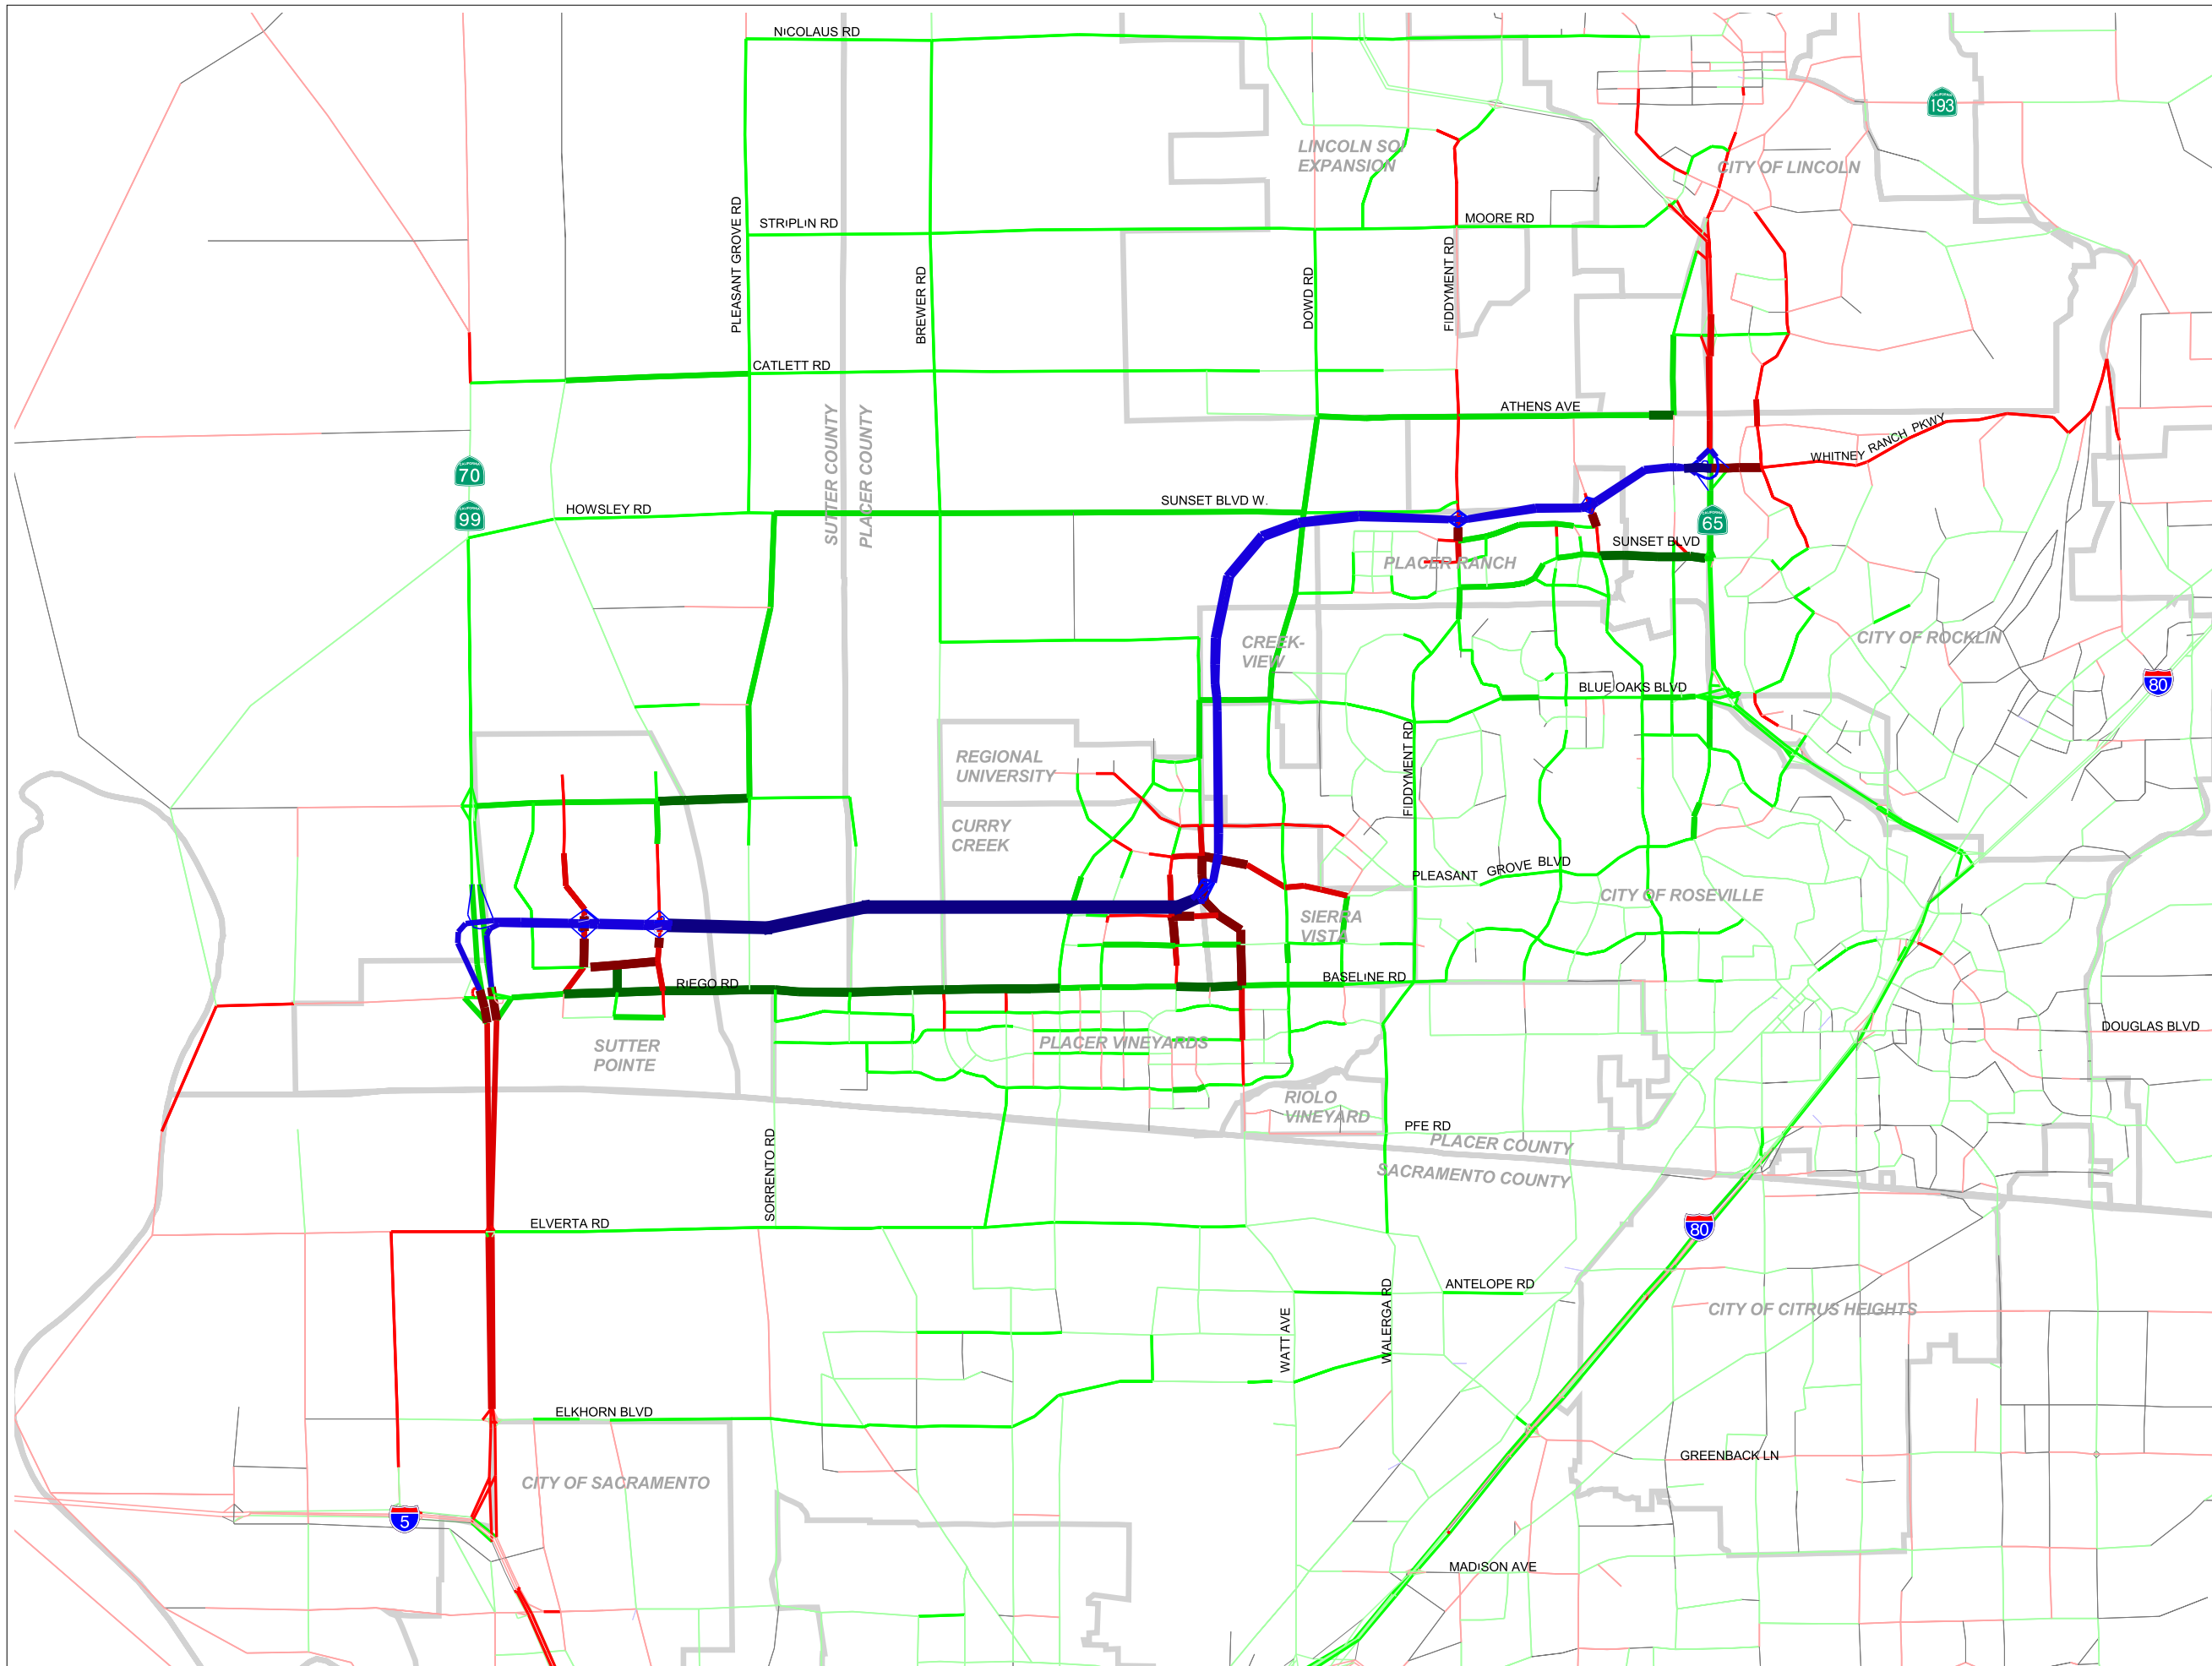 NICOLAUS RD
CALIFORNIA
193
LINCOLN SOI
EXPANSION
CITY OF LINCOLN
PLEASANT GROVE RD
STRIPLIN RD
MOORE RD
BREWER RD
DOWD RD
FIDDYMENT RD
CATLETT RD
ATHENS AVE
SUTTER COUNTY
PLACER COUNTY
WHITNEY RANCH PKWY
CALIFORNIA
70
CALIFORNIA
99
HOWSLEY RD
SUNSET BLVD W.
CALIFORNIA
65
SUNSET BLVD
PLACER RANCH
CREEK-
VIEW
CITY OF ROCKLIN
80
BLUE OAKS BLVD
FIDDYMENT RD
REGIONAL
UNIVERSITY
CURRY
CREEK
PLEASANT GROVE BLVD
CITY OF ROSEVILLE
SIERRA
VISTA
RIEGO RD
BASELINE RD
DOUGLAS BLVD
SUTTER
POINTE
PLACER VINEYARDS
RIOLO
VINEYARD
PFE RD
PLACER COUNTY
SACRAMENTO COUNTY
SORRENTO RD
ELVERTA RD
80
ANTELOPE RD
WATT AVE
WALERGA RD
CITY OF CITRUS HEIGHTS
ELKHORN BLVD
GREENBACK LN
CITY OF SACRAMENTO
5
MADISON AVE